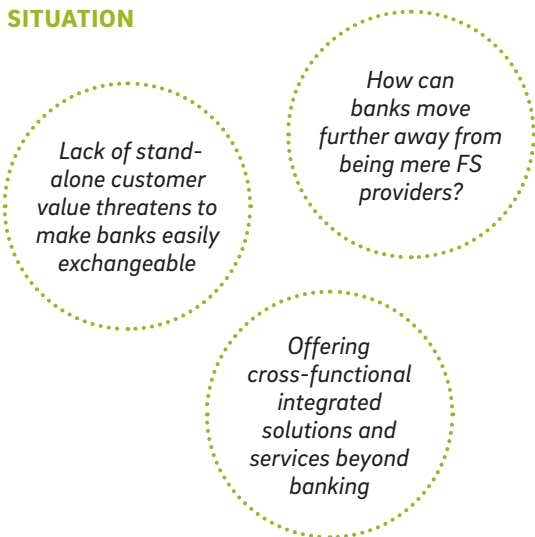 SITUATION
Lack of stand-
alone customer
value threatens to
make banks easily
exchangeable
How can
banks move
further away from
being mere FS
providers?
Offering
cross-functional
integrated
solutions and
services beyond
banking